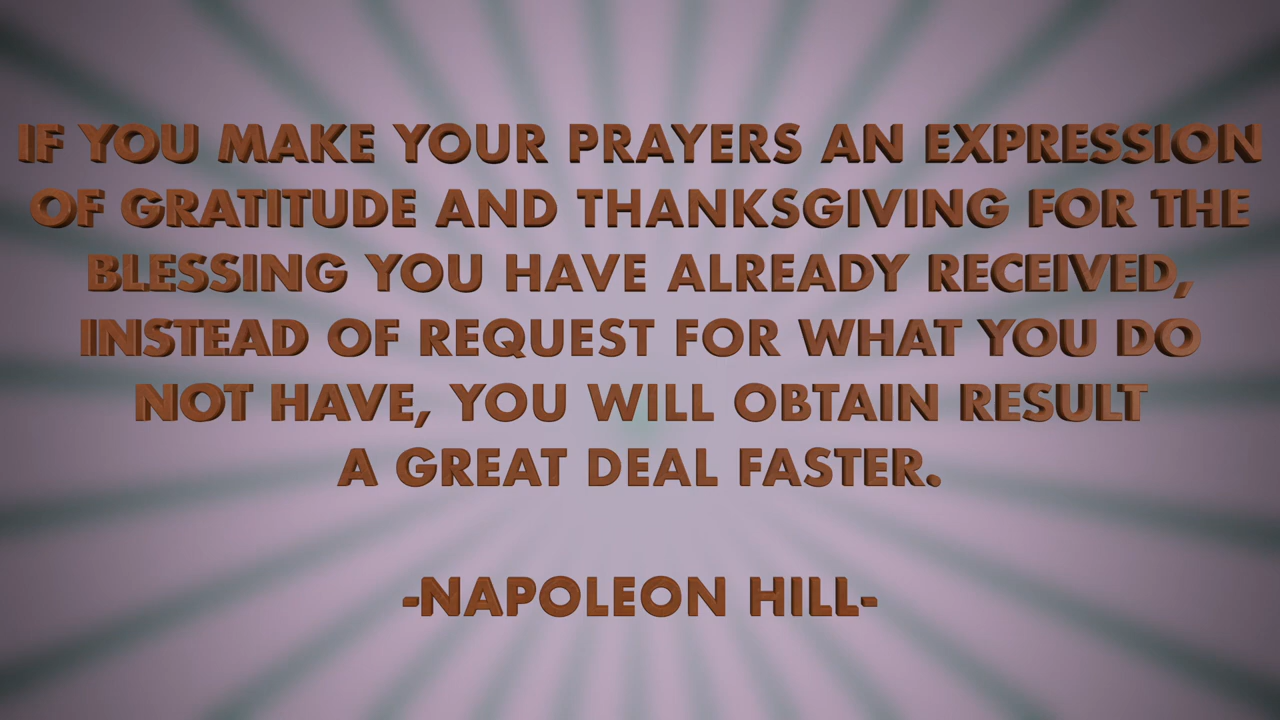 IF YOU MAKE YOUR PRAYERS AN EXPRESSION
OF GRATITUDE AND THANKSGIVING FOR THE
BLESSING YOU HAVE ALREADY RECEIVED,
INSTEAD OF REQUEST FOR WHAT YOU DO
NOT HAVE, YOU WILL OBTAIN RESULT
A GREAT DEAL FASTER.
-NAPOLEON HILL-